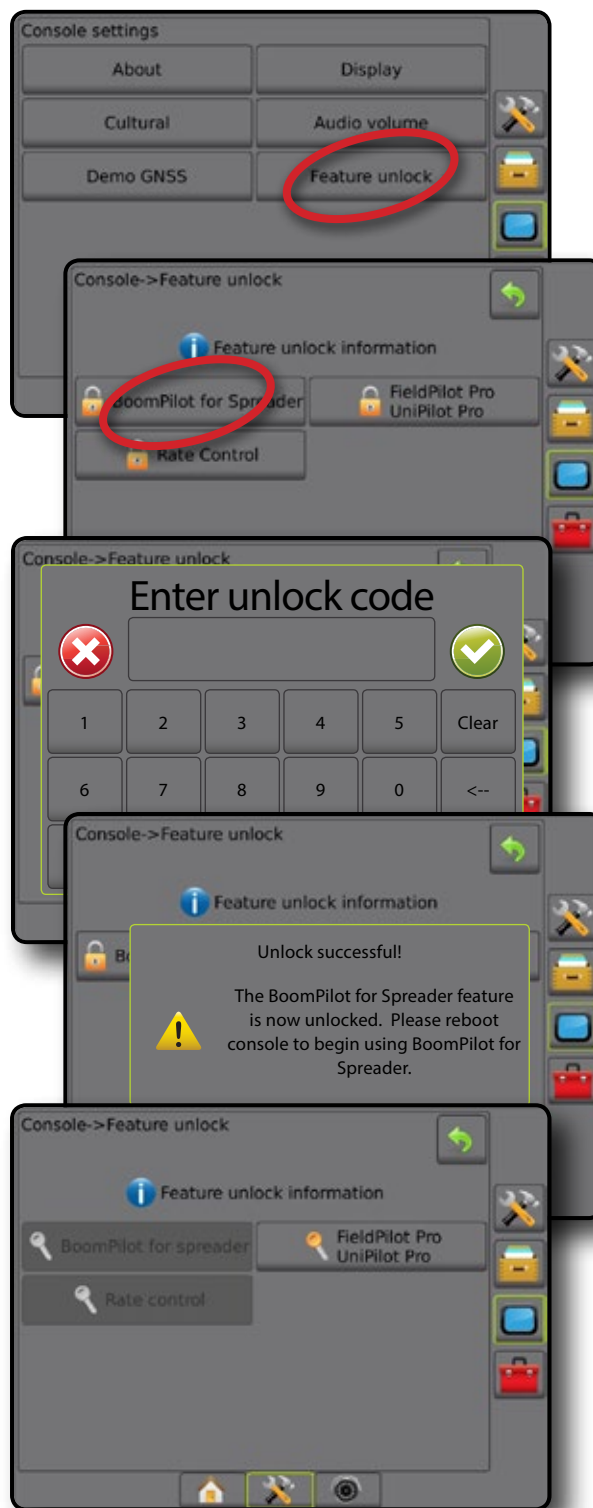 Console settings
About
Display
Cultural
Audio volume
Demo GNSS
Feature unlock
Console->Feature unlock
Feature unlock information
BoomPilot for Spreader
FieldPilot Pro
UniPilot Pro
Rate Control
Console->Feature unlock
Enter unlock code
1 2 3 4 5 Clear
6 7 8 9 0 <--
Console->Feature unlock
Feature unlock information
Unlock successful!
The BoomPilot for Spreader feature
is now unlocked. Please reboot
console to begin using BoomPilot for
Spreader.
Console->Feature unlock
Feature unlock information
BoomPilot for spreader
FieldPilot Pro
UniPilot Pro
Rate control